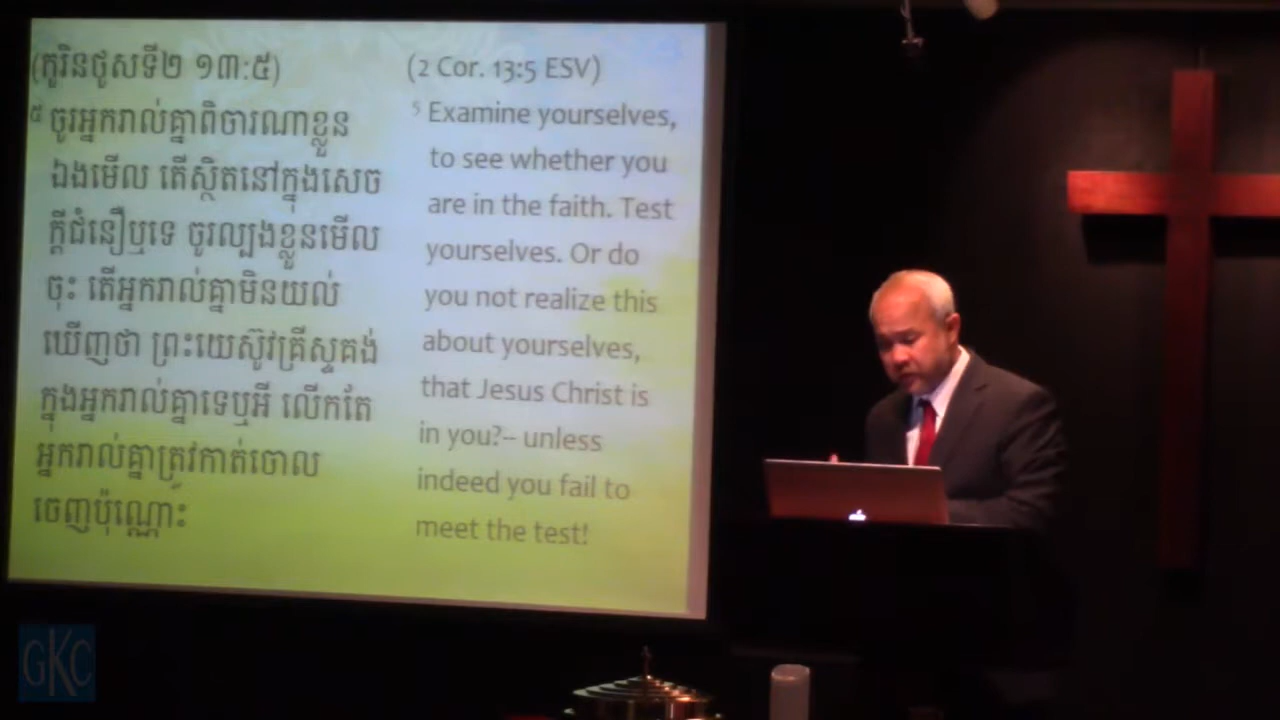 (កូរិនថូសទី២ ១៣:៥)
៥ ចូរអ្នករាល់គ្នាពិចារណាខ្លួន
ឯងមើល តើស្ថិតនៅក្នុងសេច
ក្ដីជំនឿឬទេ ចូរល្បងខ្លួនមើល
ចុះ តើអ្នករាល់គ្នាមិនយល់
ឃើញថា ព្រះយេស៊ូវគ្រីស្ទគង់
ក្នុងអ្នករាល់គ្នាទេឬអី លើកតែ
អ្នករាល់គ្នាត្រូវកាត់ចោល
ចេញប៉ុណ្ណោះ
(2 Cor. 13:5 ESV)
5 Examine yourselves,
to see whether you
are in the faith. Test
yourselves. Or do
you not realize this
about yourselves,
that Jesus Christ is
in you?-- unless
indeed you fail to
meet the test!
GKC